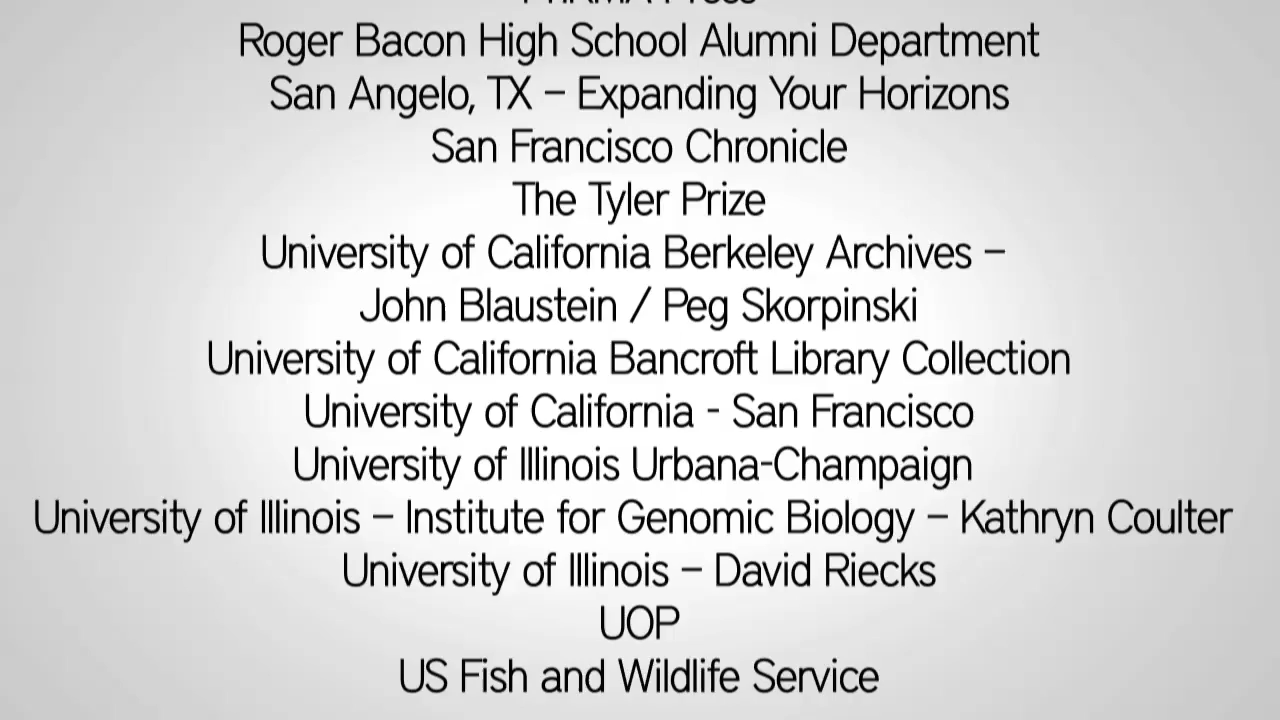 Roger Bacon High School Alumni Department
San Angelo, TX – Expanding Your Horizons
San Francisco Chronicle
The Tyler Prize
University of California Berkeley Archives –
John Blaustein / Peg Skorpinski
University of California Bancroft Library Collection
University of California - San Francisco
University of Illinois Urbana-Champaign
University of Illinois – Institute for Genomic Biology – Kathryn Coulter
University of Illinois – David Riecks
UOP
US Fish and Wildlife Service